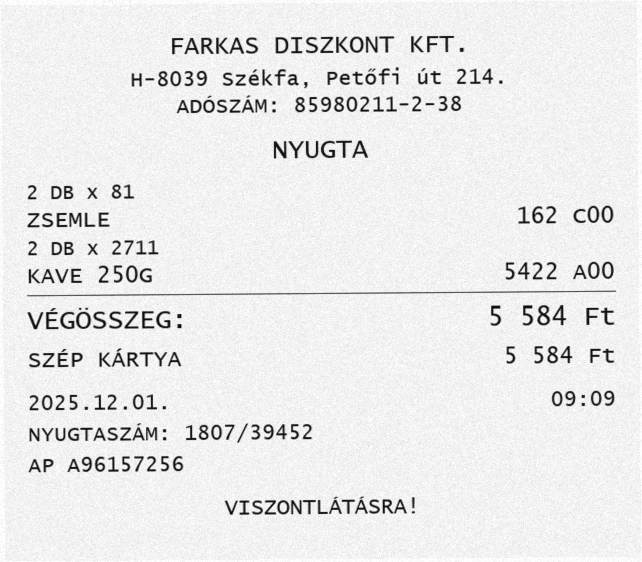 FARKAS DISZKONT KFT.
H-8039 Székfa, Petőfi út 214.
ADÓSZÁM: 85980211-2-38
NYUGTA
2 DB x 81
ZSEMLE 162 C00
2 DB x 2711
KAVE 250G 5422 A00
VÉGÖSSZEG: 5 584 Ft
SZÉP KÁRTYA 5 584 Ft
2025.12.01. 09:09
NYUGTASZÁM: 1807/39452
AP A96157256
VISZONTLÁTÁSRA!